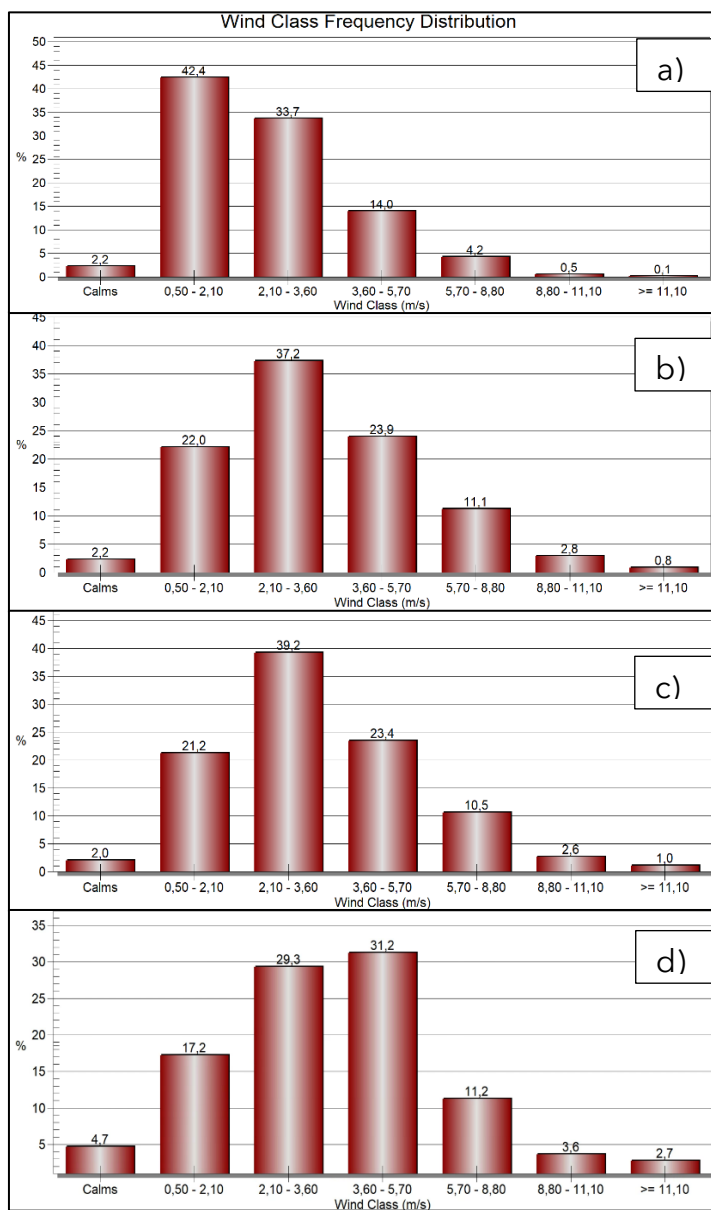 Wind Class Frequency Distribution
a)
50
45
40
35
30
25
20
15
10
5
0
%
2,2
42,4
33,7
14,0
4,2
0,5
0,1
Calms
0,50 - 2,10
2,10 - 3,60
3,60 - 5,70
5,70 - 8,80
8,80 - 11,10
>= 11,10
Wind Class (m/s)
b)
45
40
35
30
25
20
15
10
5
0
%
2,2
22,0
37,2
23,9
11,1
2,8
0,8
Calms
0,50 - 2,10
2,10 - 3,60
3,60 - 5,70
5,70 - 8,80
8,80 - 11,10
>= 11,10
Wind Class (m/s)
c)
45
40
35
30
25
20
15
10
5
0
%
2,0
21,2
39,2
23,4
10,5
2,6
1,0
Calms
0,50 - 2,10
2,10 - 3,60
3,60 - 5,70
5,70 - 8,80
8,80 - 11,10
>= 11,10
Wind Class (m/s)
d)
35
30
25
20
15
10
5
%
4,7
17,2
29,3
31,2
11,2
3,6
2,7
Calms
0,50 - 2,10
2,10 - 3,60
3,60 - 5,70
5,70 - 8,80
8,80 - 11,10
>= 11,10
Wind Class (m/s)